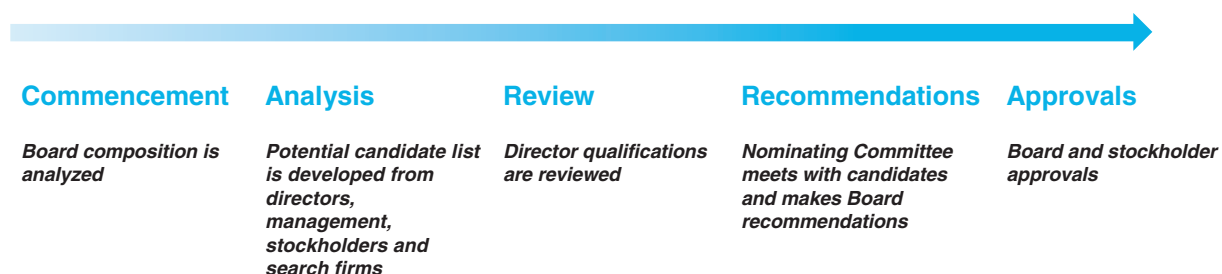 Commencement
Board composition is
analyzed
Analysis
Potential candidate list
is developed from
directors,
management,
stockholders and
search firms
Review
Director qualifications
are reviewed
Recommendations
Nominating Committee
meets with candidates
and makes Board
recommendations
Approvals
Board and stockholder
approvals